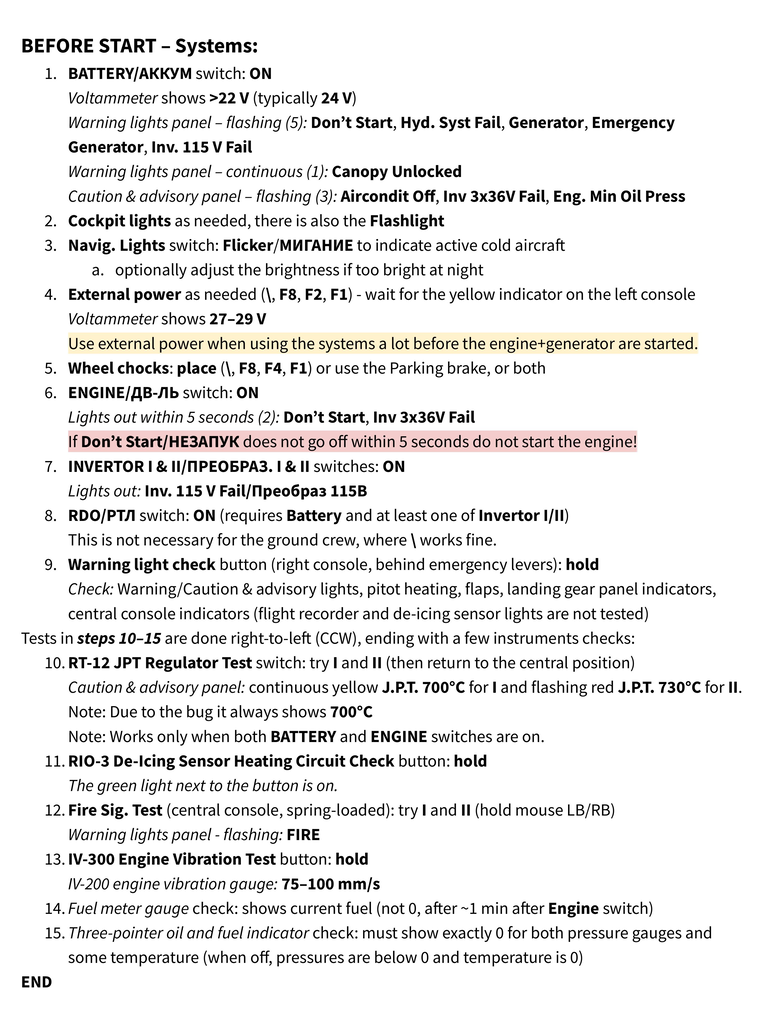 BEFORE START – Systems:
1. BATTERY/АККУМ switch: ON
Voltammeter shows >22 V (typically 24 V)
Warning lights panel – flashing (5): Don't Start, Hyd. Syst Fail, Generator, Emergency
Generator, Inv. 115 V Fail
Warning lights panel – continuous (1): Canopy Unlocked
Caution & advisory panel – flashing (3): Aircondit Off, Inv 3x36V Fail, Eng. Min Oil Press
2. Cockpit lights as needed, there is also the Flashlight
3. Navig. Lights switch: Flicker/МИГАНИЕ to indicate active cold aircraft
a. optionally adjust the brightness if too bright at night
4. External power as needed (\, F8, F2, F1) - wait for the yellow indicator on the left console
Voltammeter shows 27–29 V
Use external power when using the systems a lot before the engine+generator are started.
5. Wheel chocks: place (\, F8, F4, F1) or use the Parking brake, or both
6. ENGINE/ДВ-ЛЬ switch: ON
Lights out within 5 seconds (2): Don't Start, Inv 3x36V Fail
If Don't Start/НЕЗАПУК does not go off within 5 seconds do not start the engine!
7. INVERTOR I & II/ПРЕОБРАЗ. I & II switches: ON
Lights out: Inv. 115 V Fail/Преобраз 115В
8. RDO/РТЛ switch: ON (requires Battery and at least one of Invertor I/II)
This is not necessary for the ground crew, where \ works fine.
9. Warning light check button (right console, behind emergency levers): hold
Check: Warning/Caution & advisory lights, pitot heating, flaps, landing gear panel indicators,
central console indicators (flight recorder and de-icing sensor lights are not tested)
Tests in steps 10–15 are done right-to-left (CCW), ending with a few instruments checks:
10. RT-12 JPT Regulator Test switch: try I and II (then return to the central position)
Caution & advisory panel: continuous yellow J.P.T. 700°C for I and flashing red J.P.T. 730°C for II.
Note: Due to the bug it always shows 700°C
Note: Works only when both BATTERY and ENGINE switches are on.
11. RIO-3 De-Icing Sensor Heating Circuit Check button: hold
The green light next to the button is on.
12. Fire Sig. Test (central console, spring-loaded): try I and II (hold mouse LB/RB)
Warning lights panel - flashing: FIRE
13. IV-300 Engine Vibration Test button: hold
IV-200 engine vibration gauge: 75–100 mm/s
14. Fuel meter gauge check: shows current fuel (not 0, after ~1 min after Engine switch)
15. Three-pointer oil and fuel indicator check: must show exactly 0 for both pressure gauges and
some temperature (when off, pressures are below 0 and temperature is 0)
END